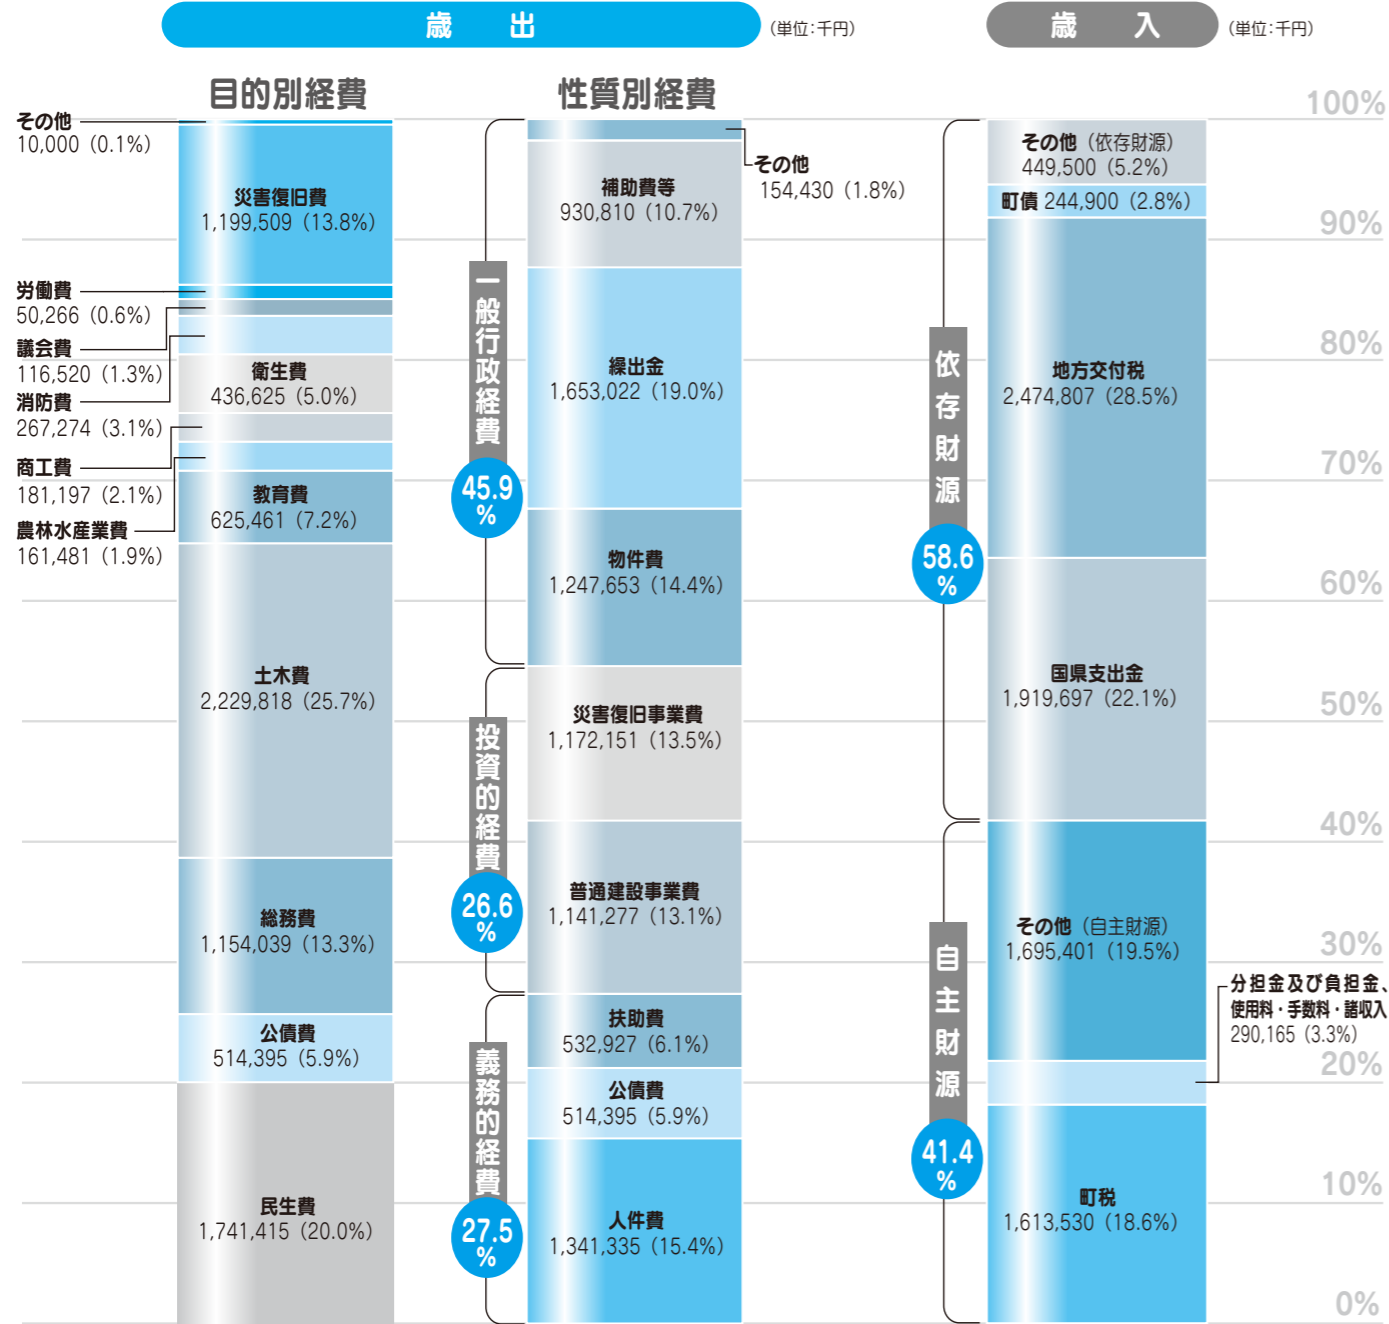 歳出
(単位:千円)
歳入
(単位:千円)
目的別経費
その他
10,000(0.1%)
災害復旧費
1,199,509(13.8%)
労働費
50,266(0.6%)
議会費
116,520(1.3%)
消防費
267,274(3.1%)
衛生費
436,625(5.0%)
商工費
181,197(2.1%)
農林水産業費
161,481(1.9%)
教育費
625,461(7.2%)
土木費
2,229,818(25.7%)
総務費
1,154,039(13.3%)
公債費
514,395(5.9%)
民生費
1,741,415(20.0%)
性質別経費
一般行政経費
45.9
%
その他
154,430(1.8%)
補助費等
930,810(10.7%)
繰出金
1,653,022(19.0%)
物件費
1,247,653(14.4%)
投資的経費
26.6
%
災害復旧事業費
1,172,151(13.5%)
普通建設事業費
1,141,277(13.1%)
義務的経費
27.5
%
扶助費
532,927(6.1%)
公債費
514,395(5.9%)
人件費
1,341,335(15.4%)
依存財源
58.6
%
その他(依存財源)
449,500(5.2%)
町債 244,900(2.8%)
地方交付税
2,474,807(28.5%)
国県支出金
1,919,697(22.1%)
自主財源
41.4
%
その他(自主財源)
1,695,401(19.5%)
分担金及び負担金、
使用料・手数料・諸収入
290,165(3.3%)
町税
1,613,530(18.6%)
100%
90%
80%
70%
60%
50%
40%
30%
20%
10%
0%